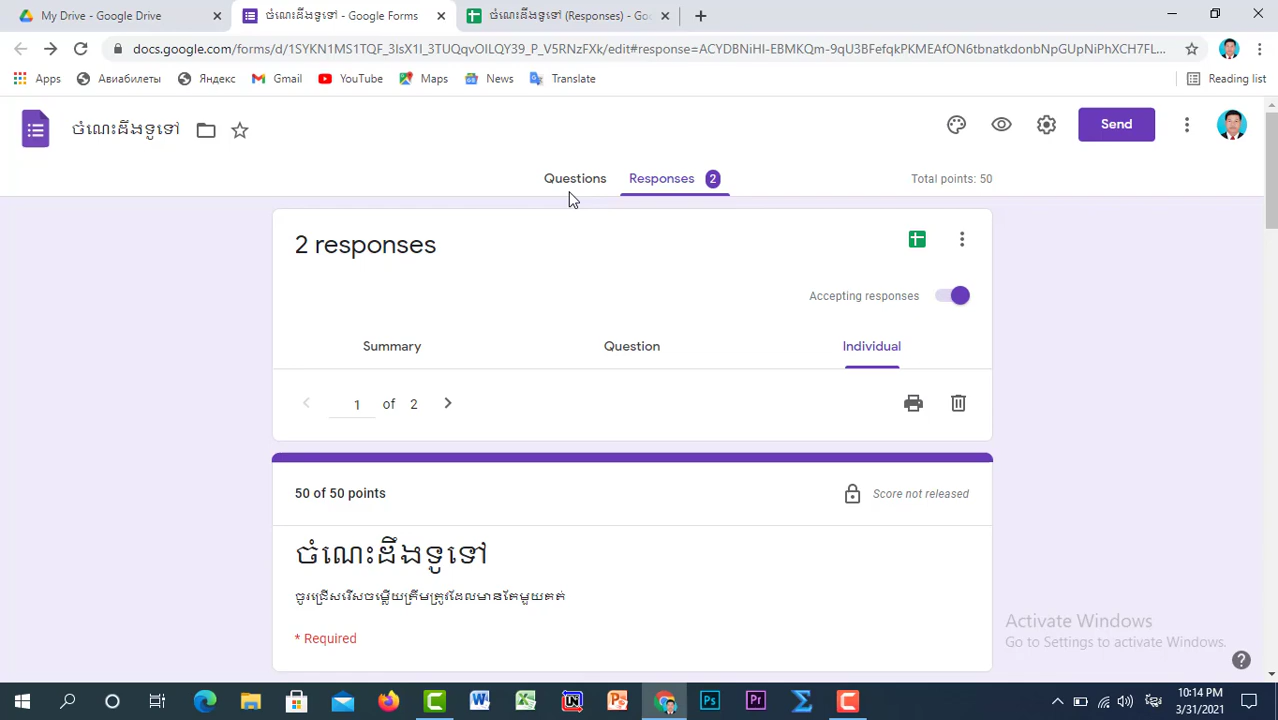 My Drive - Google Drive
ចំណេះដឹងទូទៅ - Google Forms
ចំណេះដឹងទូទៅ (Responses) - Goo
docs.google.com/forms/d/1SYKN1MS1TQF_3IsX1I_3TUQqvOILQY39_P_V5RNzFXk/edit#response=ACYDBNiHI-EBMKQm-9qU3BFefqkPKMEAfON6tbnatkdonbNpGUpNiPhXCH7FL...
Apps
Авиабилеты
Яндекс
Gmail
YouTube
Maps
News
Translate
Reading list
ចំណេះដឹងទូទៅ
Send
Questions
Responses 2
Total points: 50
2 responses
Accepting responses
Summary
Question
Individual
1 of 2
50 of 50 points
Score not released
ចំណេះដឹងទូទៅ
ចូរជ្រើសរើសចម្លើយត្រឹមត្រូវដែលមានតែមួយគត់
* Required
Activate Windows
Go to Settings to activate Windows.
10:14 PM
3/31/2021